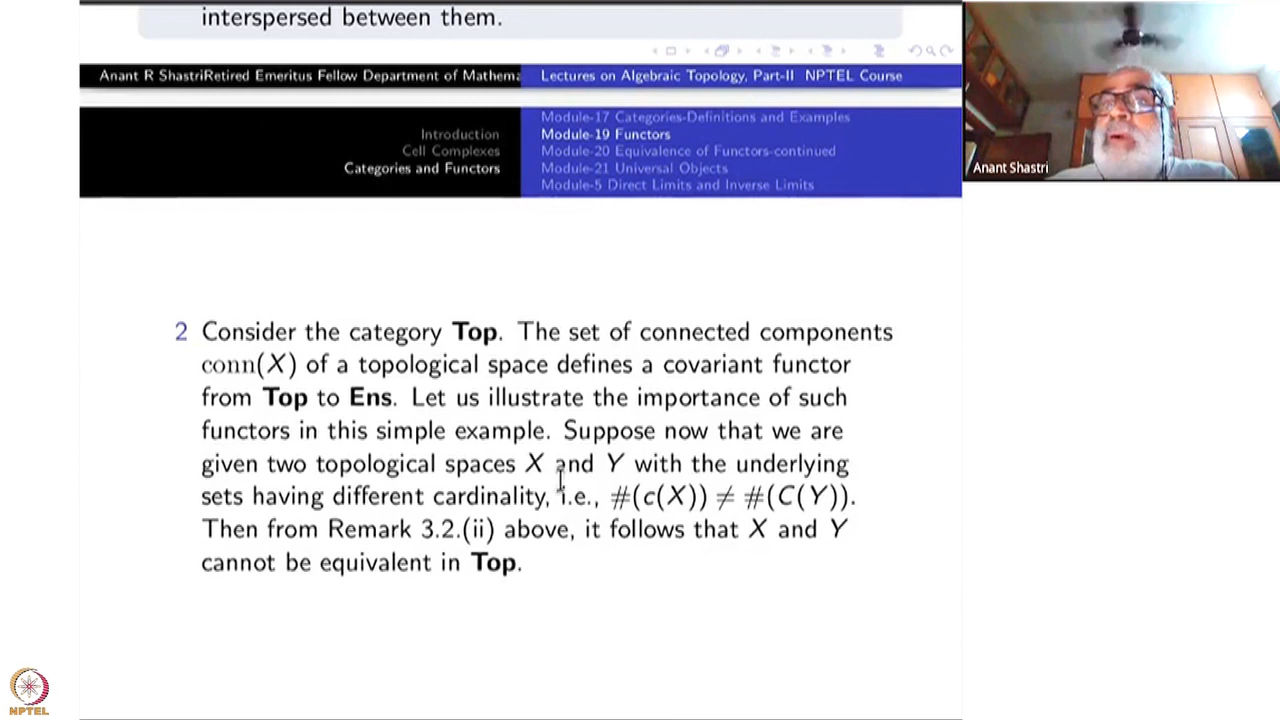 interspersed between them.
Anant R ShastriRetired Emeritus Fellow Department of Mathema
Lectures on Algebraic Topology, Part-II NPTEL Course
Module-17 Categories-Definitions and Examples
Introduction
Module-19 Functors
Cell Complexes
Module-20 Equivalence of Functors-continued
Categories and Functors
Module-21 Universal Objects
Module-5 Direct Limits and Inverse Limits
Anant Shastri
2 Consider the category Top. The set of connected components
conn(X) of a topological space defines a covariant functor
from Top to Ens. Let us illustrate the importance of such
functors in this simple example. Suppose now that we are
given two topological spaces X and Y with the underlying
sets having different cardinality, i.e., #(c(X)) ≠ #(C(Y)).
Then from Remark 3.2.(ii) above, it follows that X and Y
cannot be equivalent in Top.
NPTEL